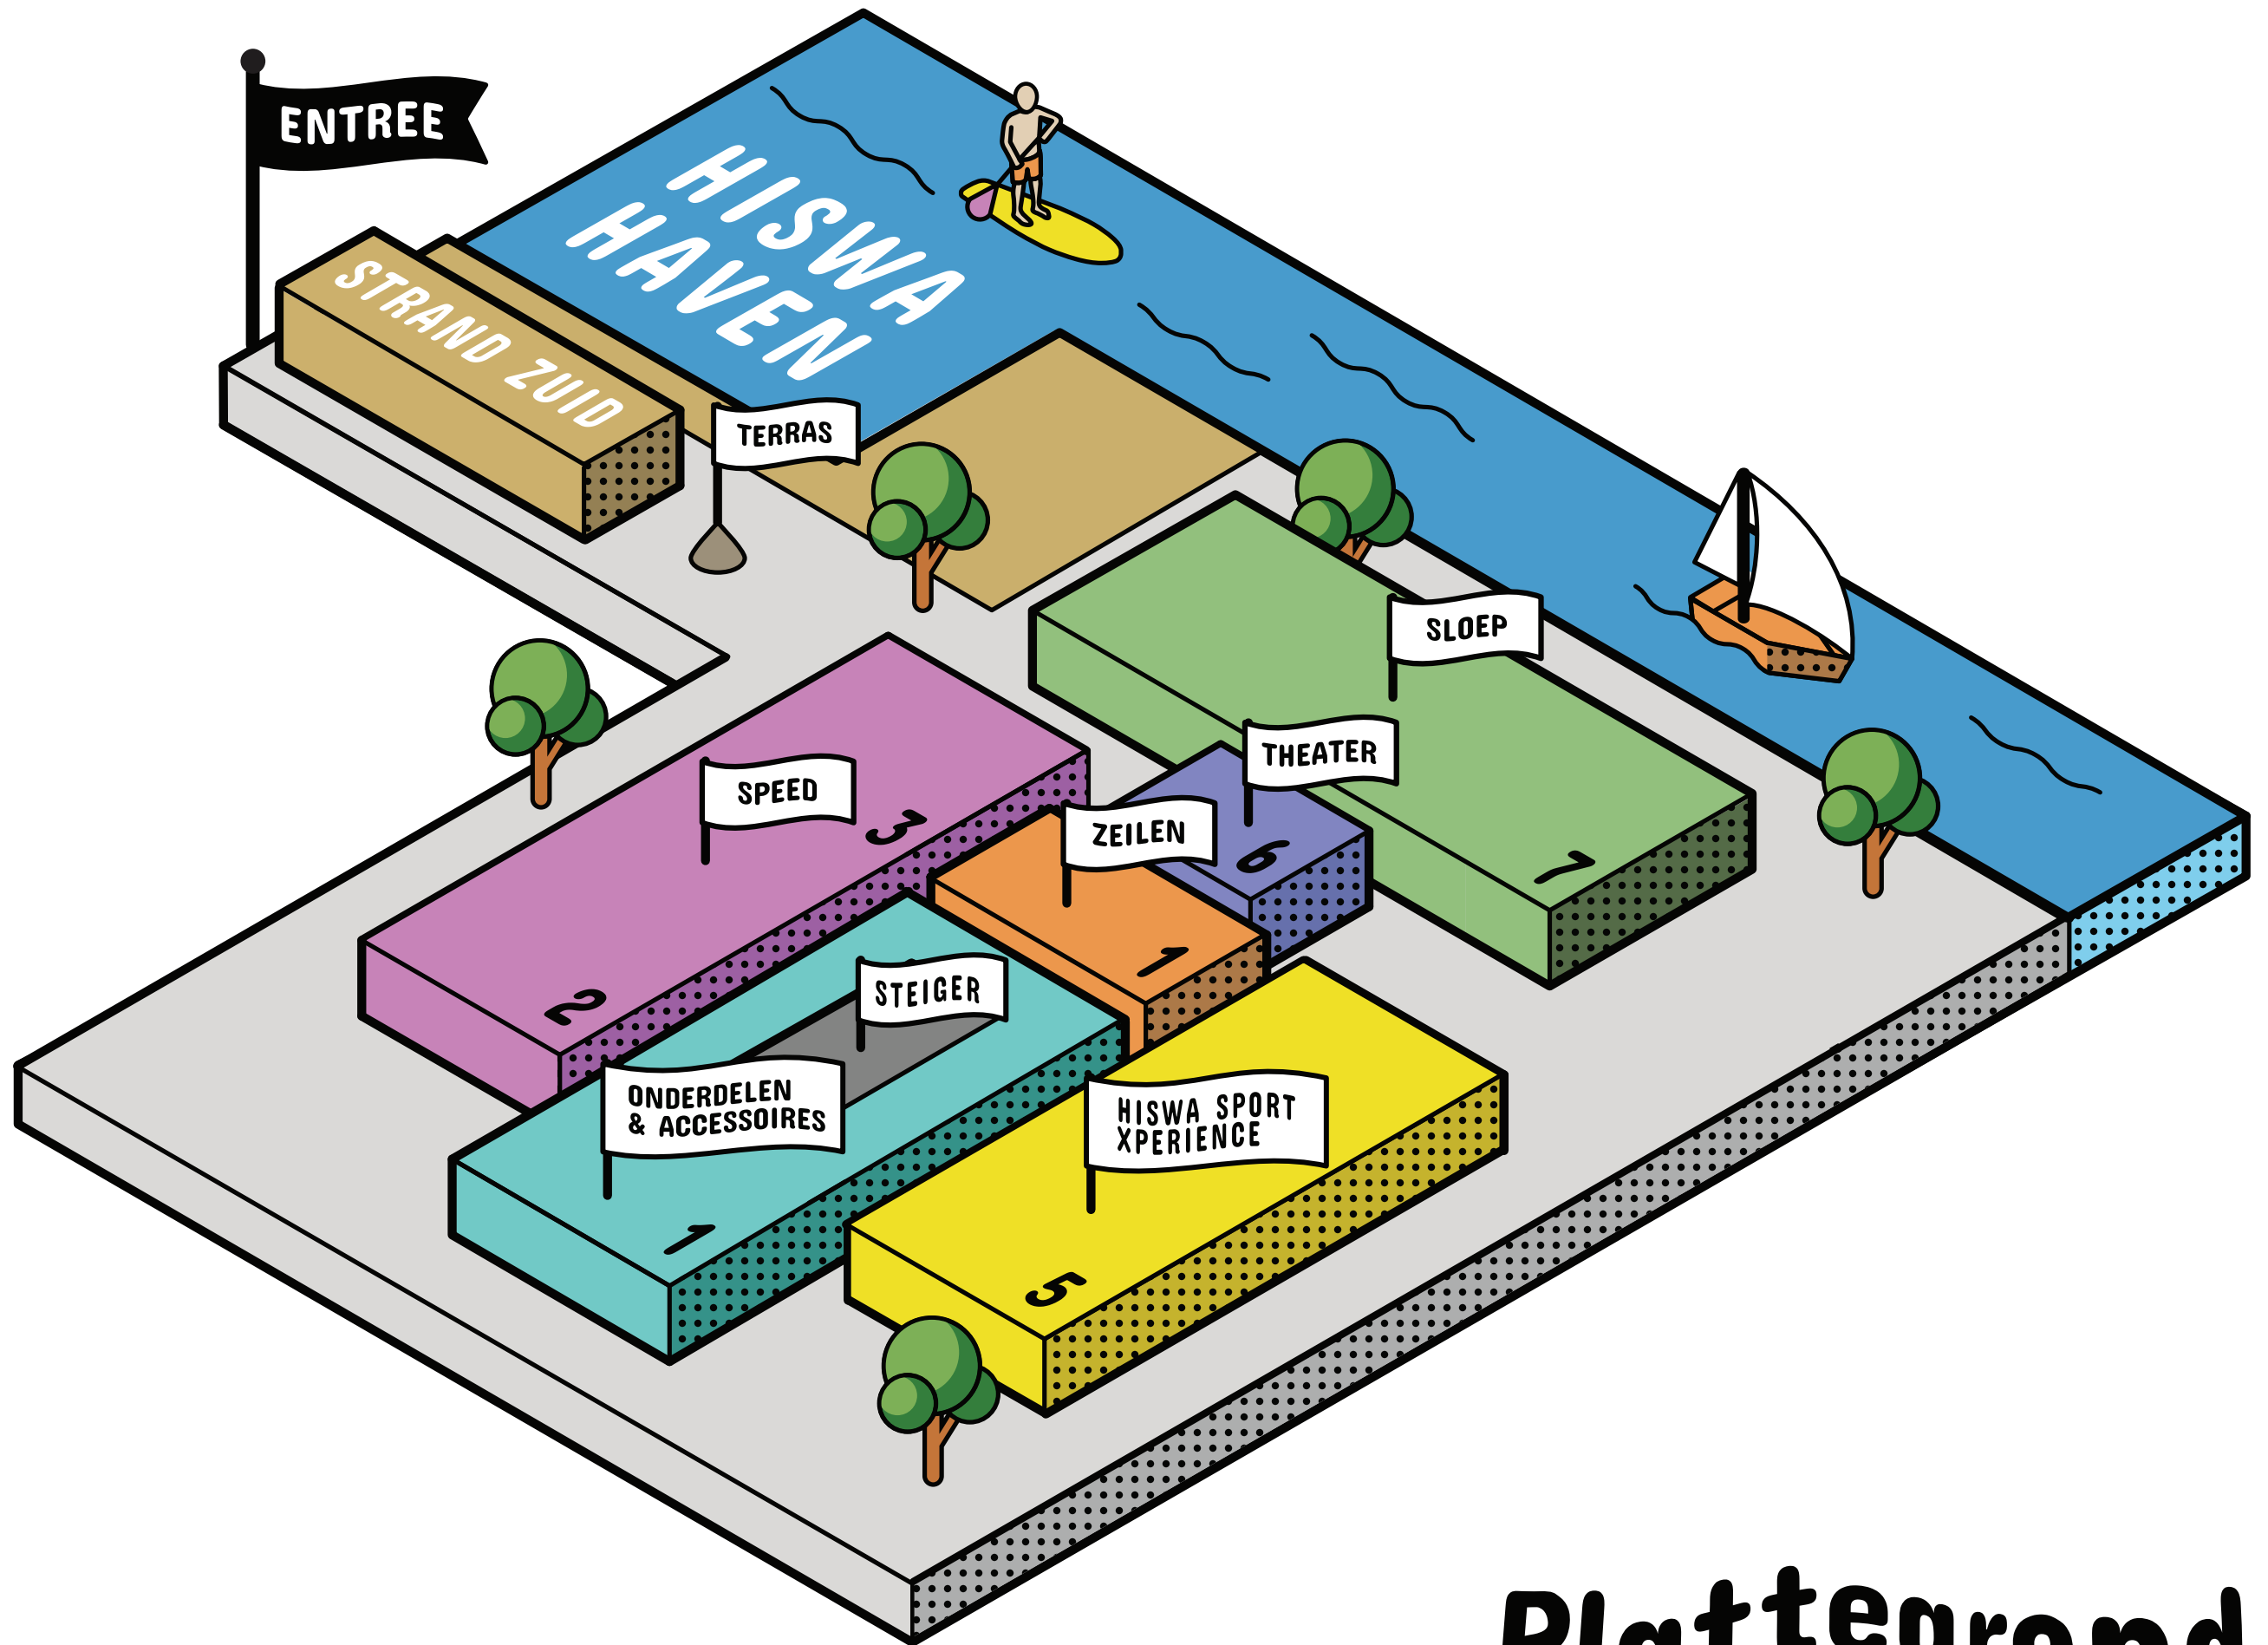 ENTREE
HISWA
HAVEN
STRAND ZUID
TERRAS
SLOEP
THEATER
SPEED
ZEILEN
3
6
7
1
STEIGER
2
ONDERDELEN
& ACCESSOIRES
HISWA SPORT
XPERIENCE
1
5
Plattegrond